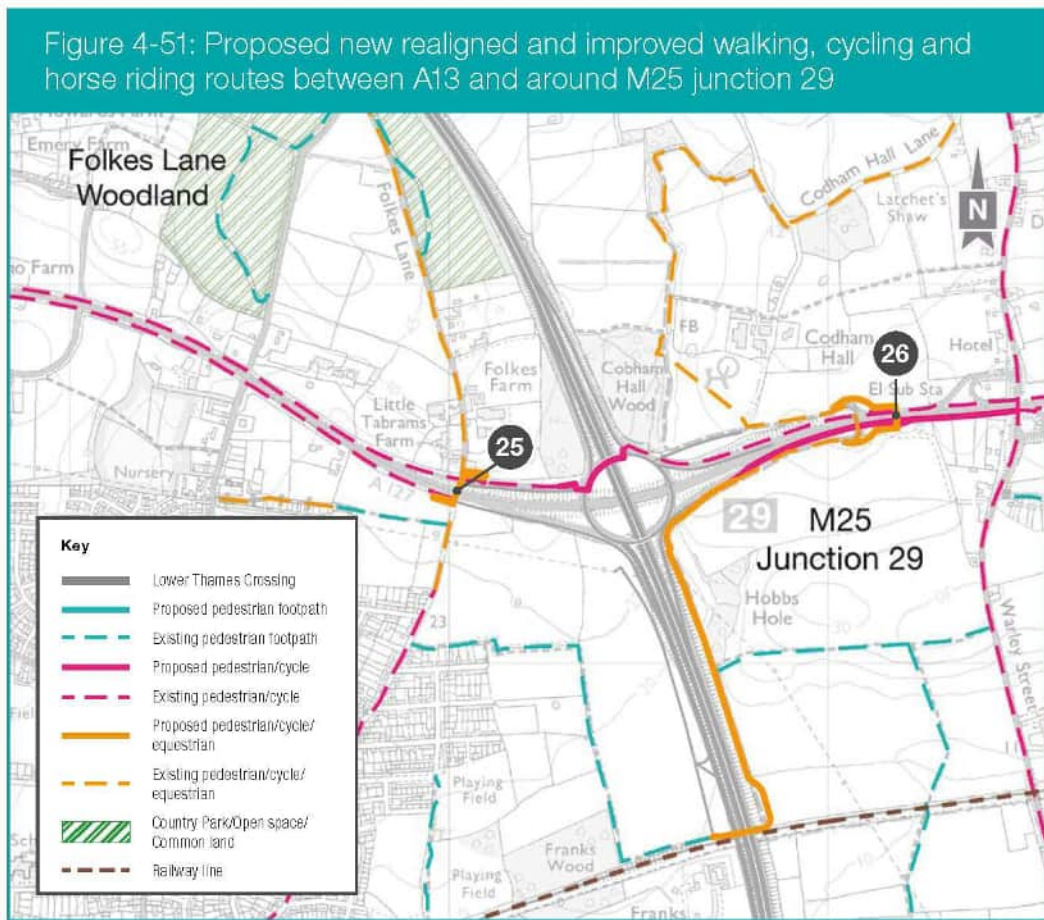 Figure 4-51: Proposed new realigned and improved walking, cycling and
horse riding routes between A13 and around M25 junction 29
Emery Farm
Folkes Lane
Woodland
Folkes Lane
Codham Hall Lane
Latchet's
Shaw
N
Farm
FB
Codham
Hall
Hotel
26
El Sub Sta
Folkes
Farm
Cobham
Hall
Wood
Little
Tabrams
Farm
25
Nursery
A 127
29
M25
Junction 29
Hobbs
Hole
23
Warley Street
11
Playing
Field
Franks
Wood
Playing
Field
Franks
Key
Lower Thames Crossing
Proposed pedestrian footpath
Existing pedestrian footpath
Proposed pedestrian/cycle
Existing pedestrian/cycle
Proposed pedestrian/cycle/
equestrian
Existing pedestrian/cycle/
equestrian
Country Park/Open space/
Common land
Railway line